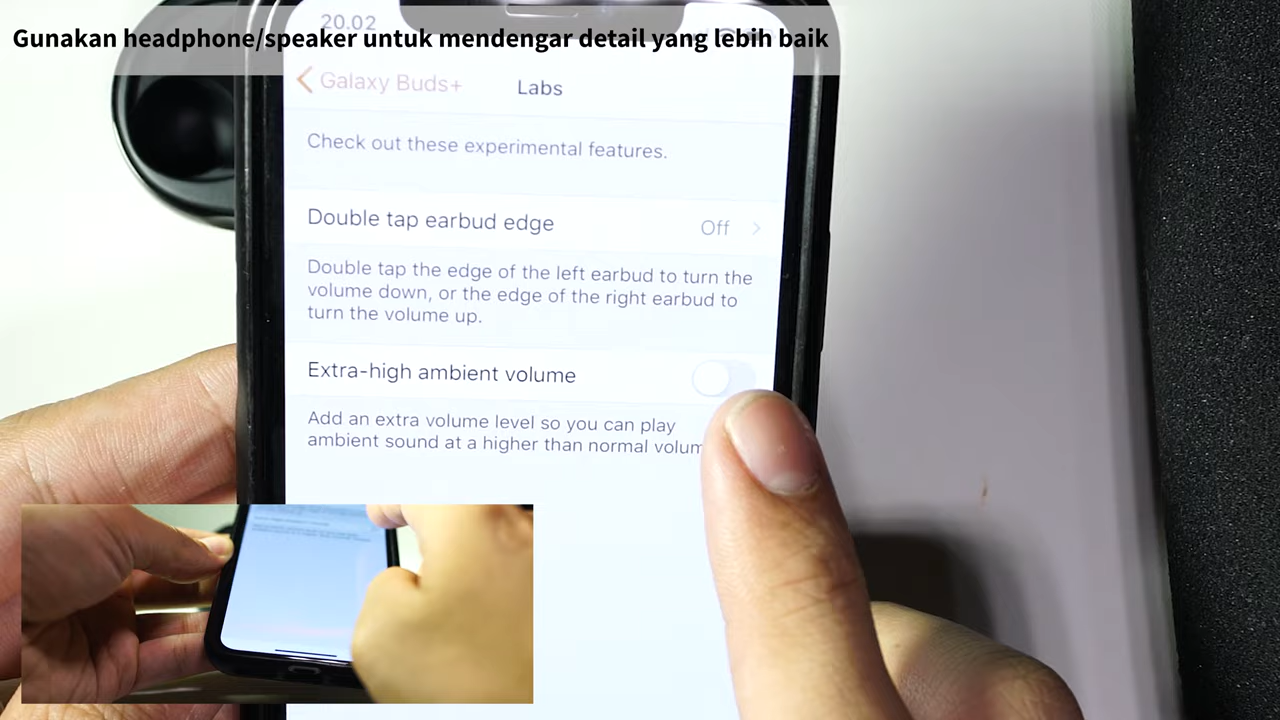 20.02
Gunakan headphone/speaker untuk mendengar detail yang lebih baik
Galaxy Buds+
Labs
Check out these experimental features.
Double tap earbud edge
Off
Double tap the edge of the left earbud to turn the
volume down, or the edge of the right earbud to
turn the volume up.
Extra-high ambient volume
Add an extra volume level so you can play
ambient sound at a higher than normal